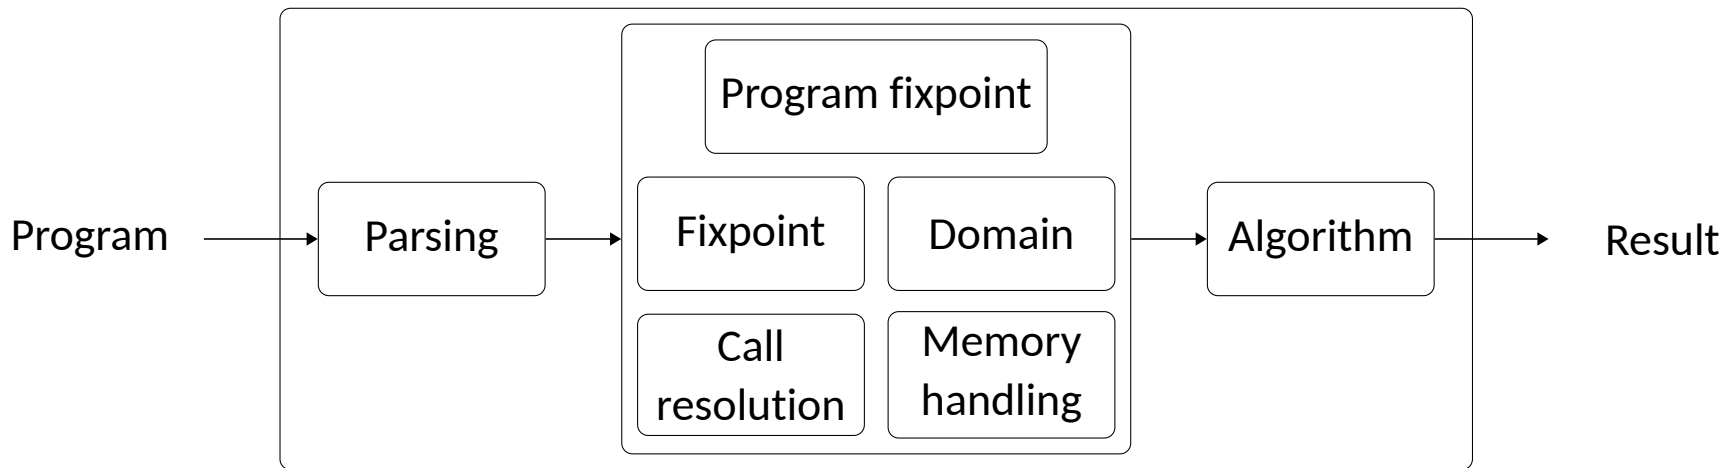 Program
Parsing
Program fixpoint
Fixpoint
Domain
Call
resolution
Memory
handling
Algorithm
Result